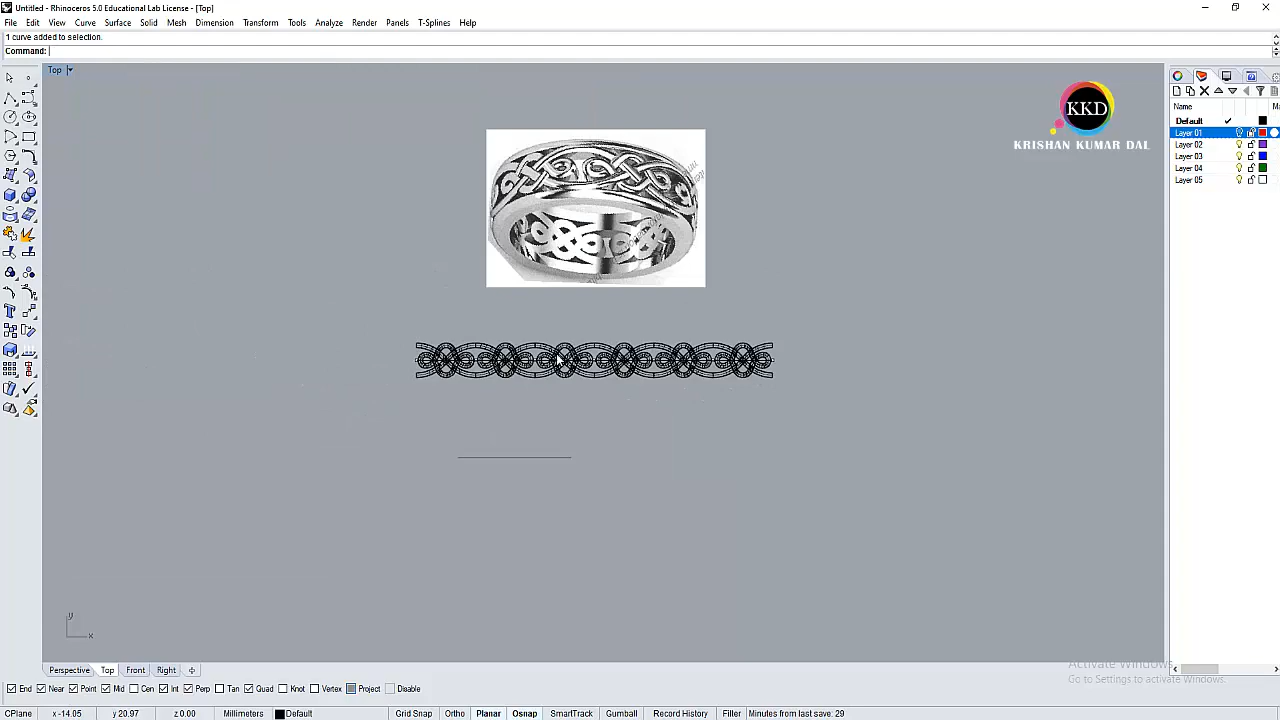 Untitled - Rhinoceros 5.0 Educational Lab License - [Top]
File Edit View Curve Surface Solid Mesh Dimension Transform Tools Analyze Render Panels T-Splines Help
1 curve added to selection.
Command:
Top
KKD
KRISHAN KUMAR DAL
Name
Default
Layer 01
Layer 02
Layer 03
Layer 04
Layer 05
y
x
Perspective Top Front Right
Activate Windows
Go to Settings to activate Windows.
End Near Point Mid Cen Int Perp Tan Quad Knot Vertex Project Disable
CPlane x -14.05 y 20.97 z 0.00 Millimeters Default Grid Snap Ortho Planar Osnap SmartTrack Gumball Record History Filter Minutes from last save: 29